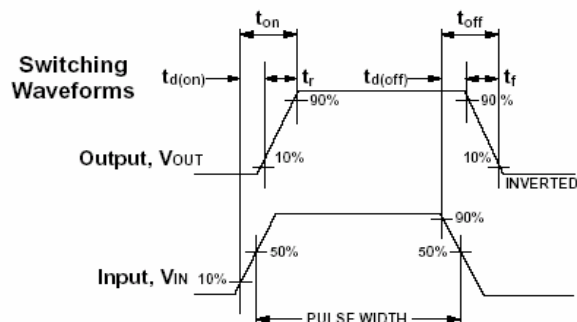 ton
toff
Switching
Waveforms
td(on)
tr
td(off)
tf
90%
90%
Output, VOUT
10%
10%
INVERTED
90%
50%
50%
Input, VIN
10%
PULSE WIDTH